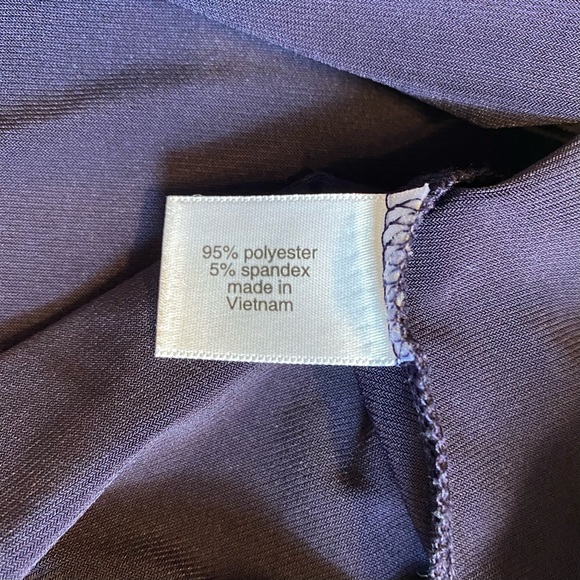 95% polyester
5% spandex
made in
Vietnam